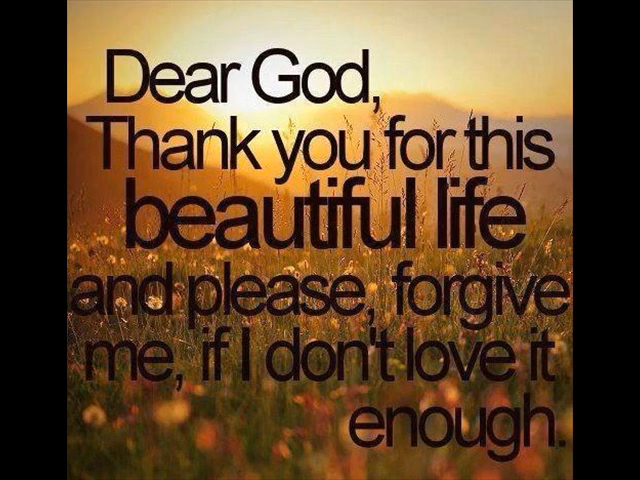 Dear God,
Thank you for this
beautiful life
and please, forgive
me, if I don't love it
enough.